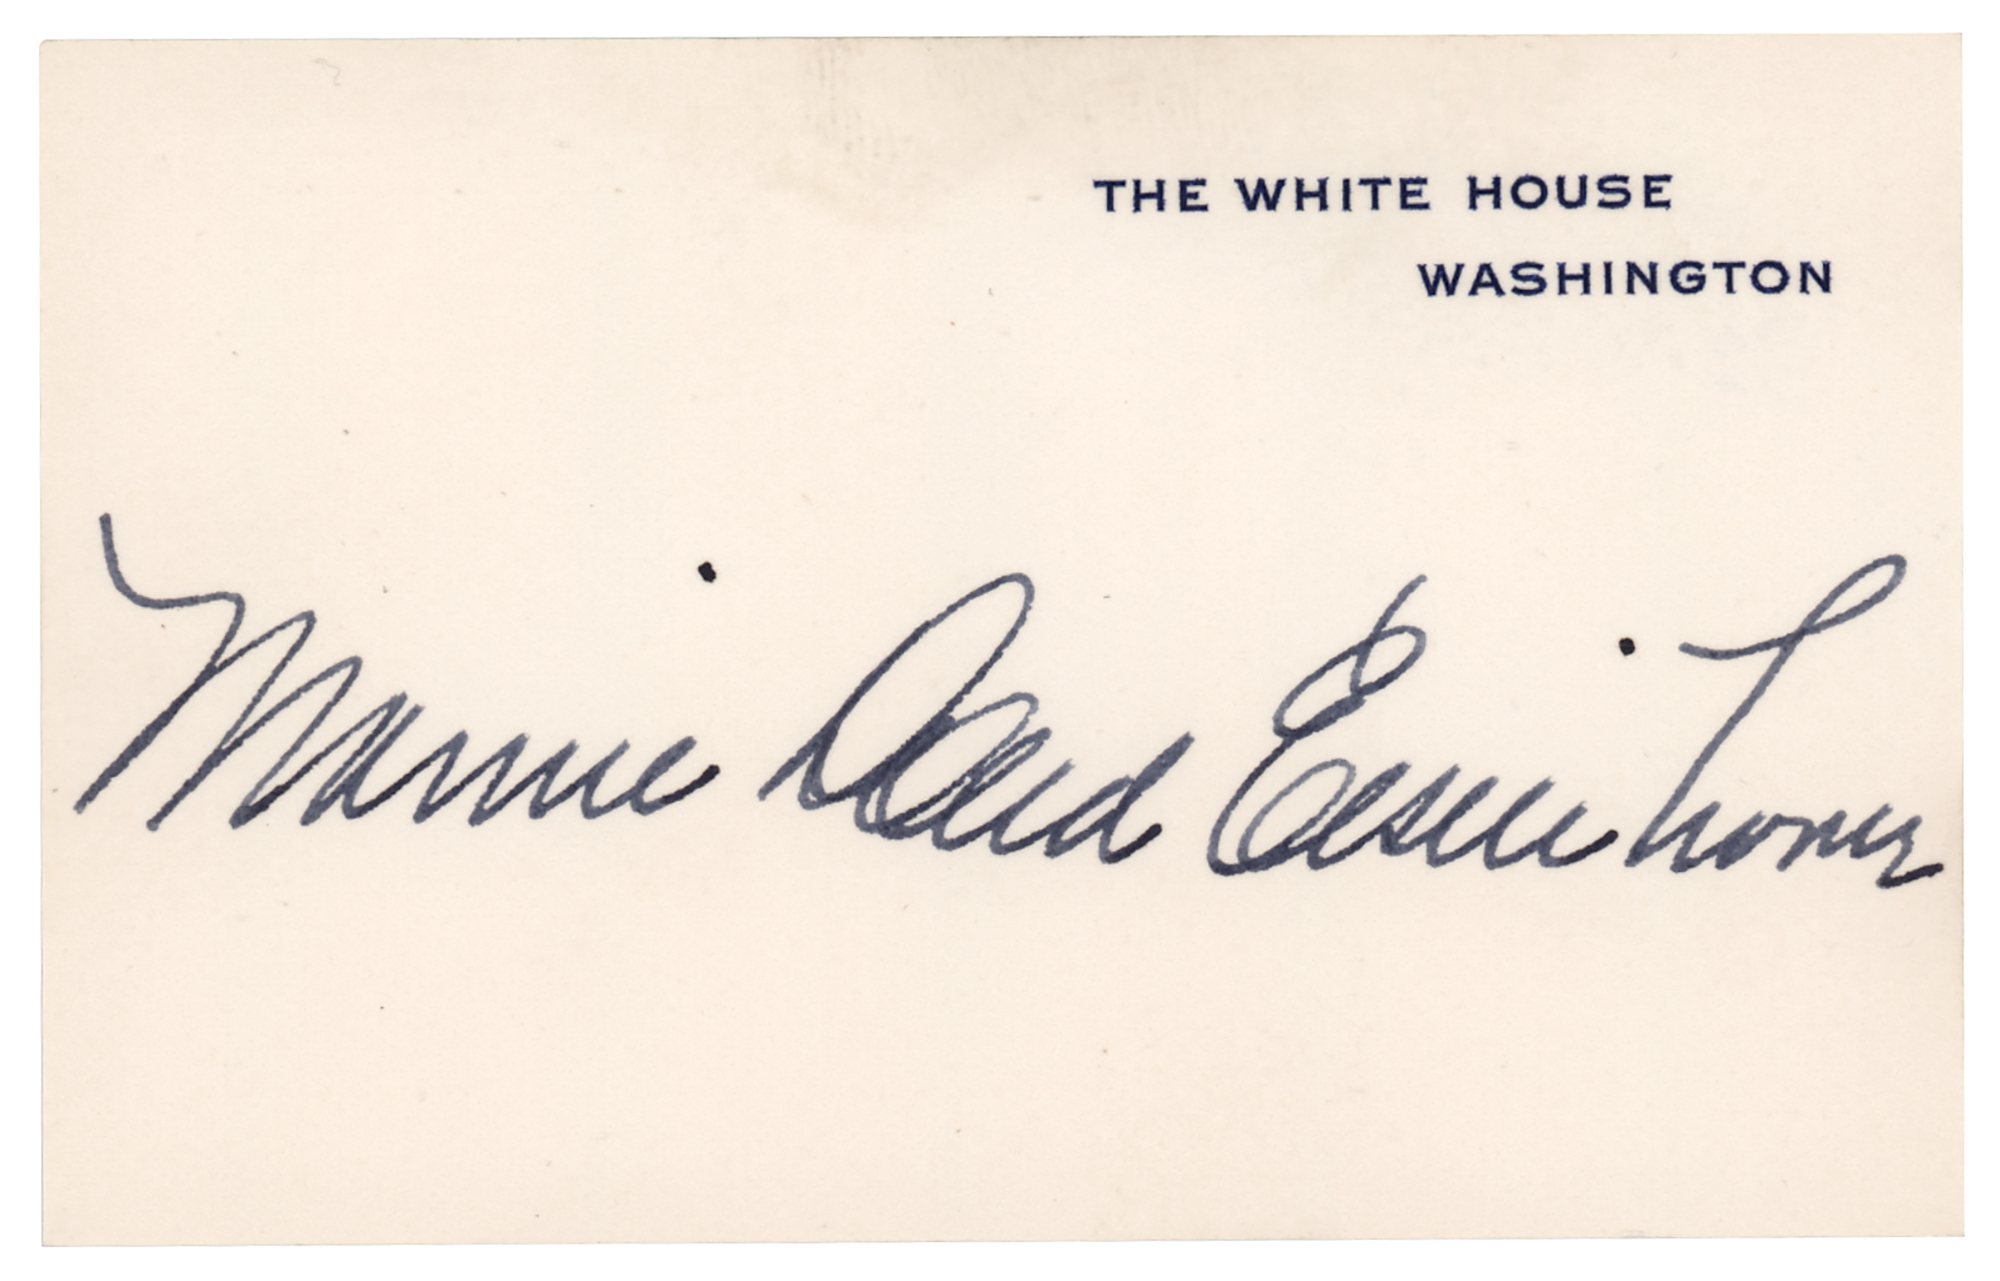 THE WHITE HOUSE
WASHINGTON
Mamie Doud Eisenhower